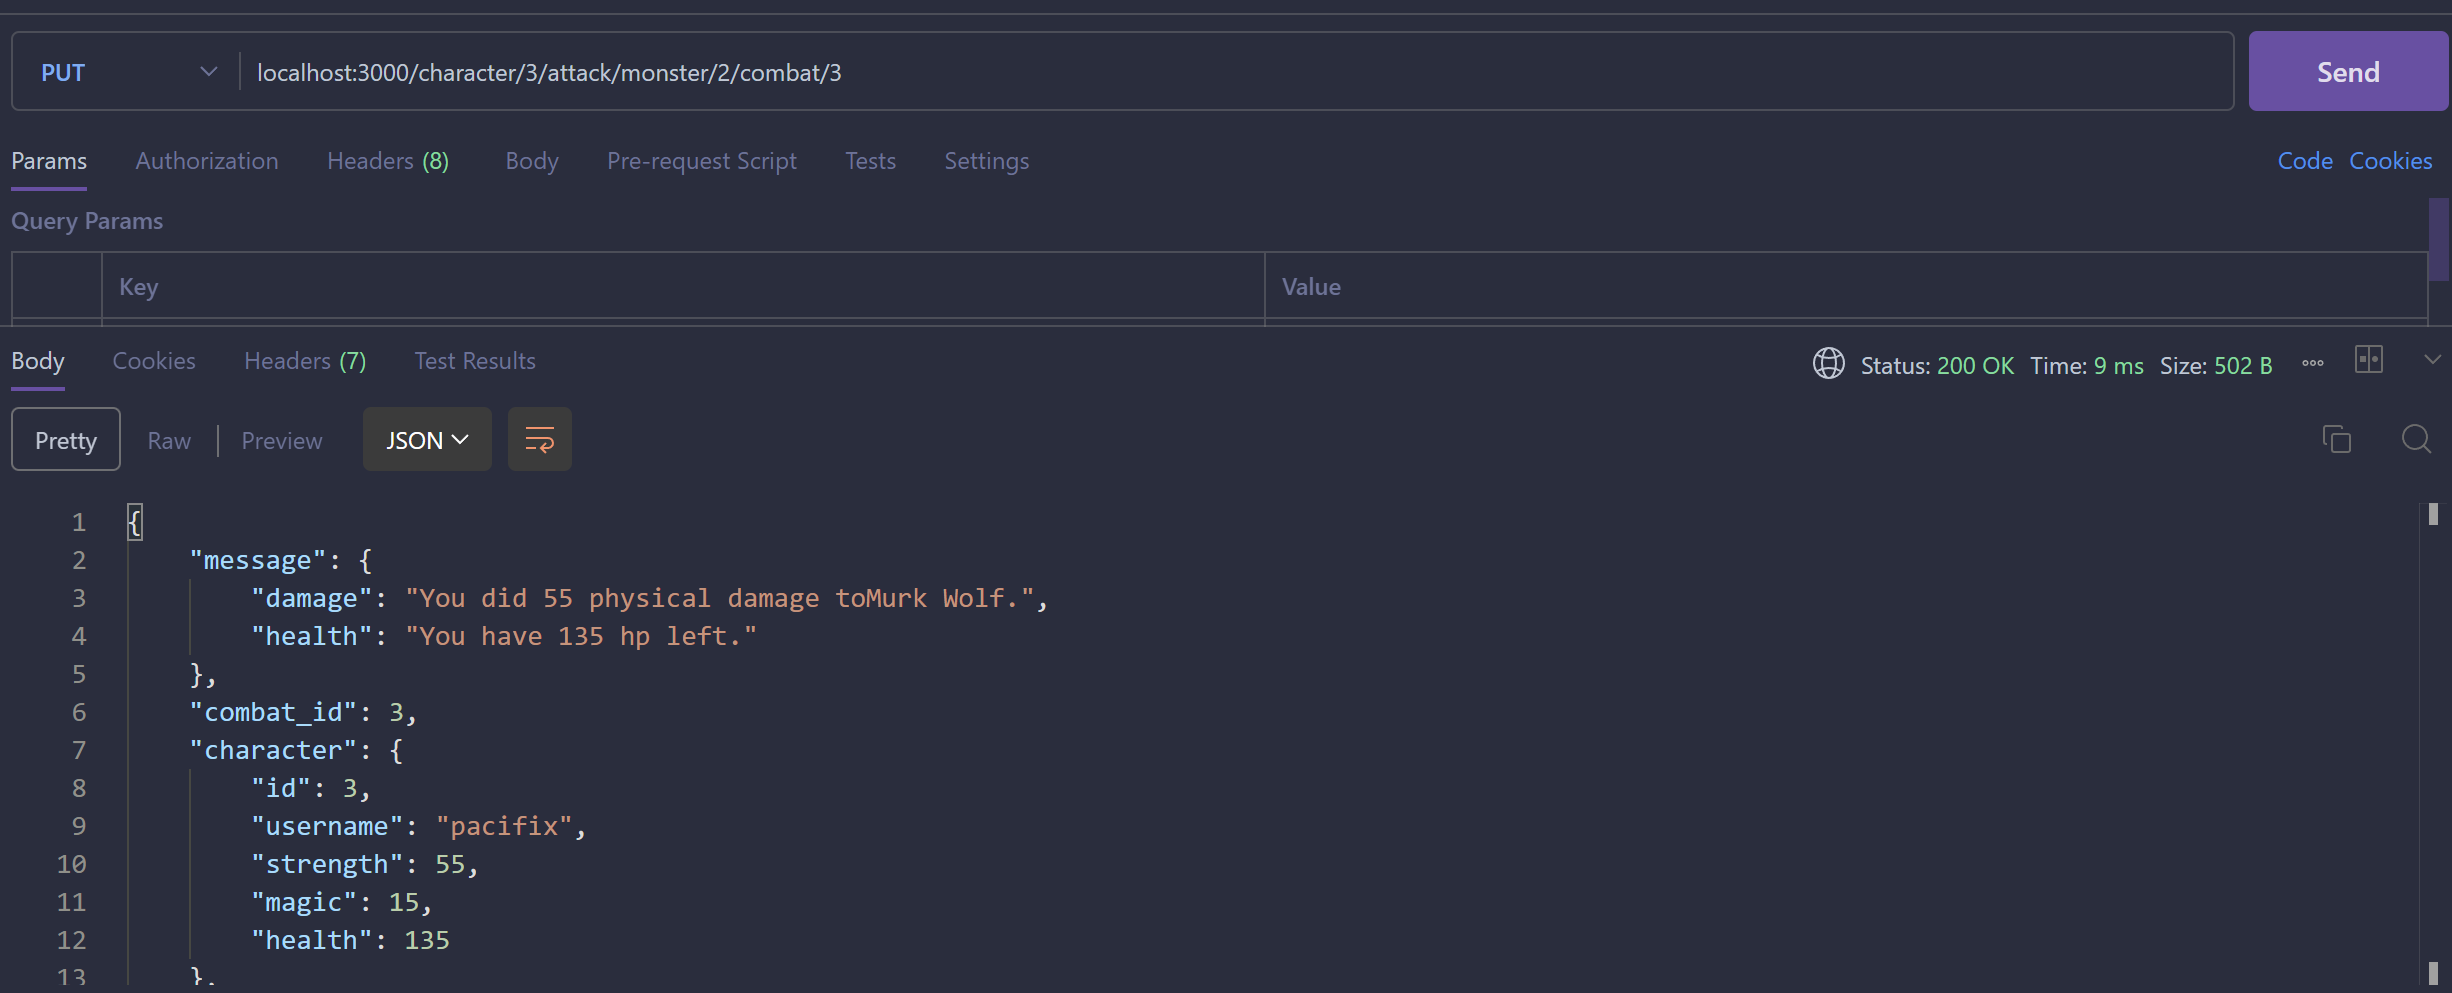 PUT localhost:3000/character/3/attack/monster/2/combat/3 Send
Params Authorization Headers (8) Body Pre-request Script Tests Settings Code Cookies
Query Params
Key Value
Body Cookies Headers (7) Test Results Status: 200 OK Time: 9 ms Size: 502 B
Pretty Raw Preview JSON
1 {
2 "message": {
3 "damage": "You did 55 physical damage toMurk Wolf.",
4 "health": "You have 135 hp left."
5 },
6 "combat_id": 3,
7 "character": {
8 "id": 3,
9 "username": "pacifix",
10 "strength": 55,
11 "magic": 15,
12 "health": 135
13 },